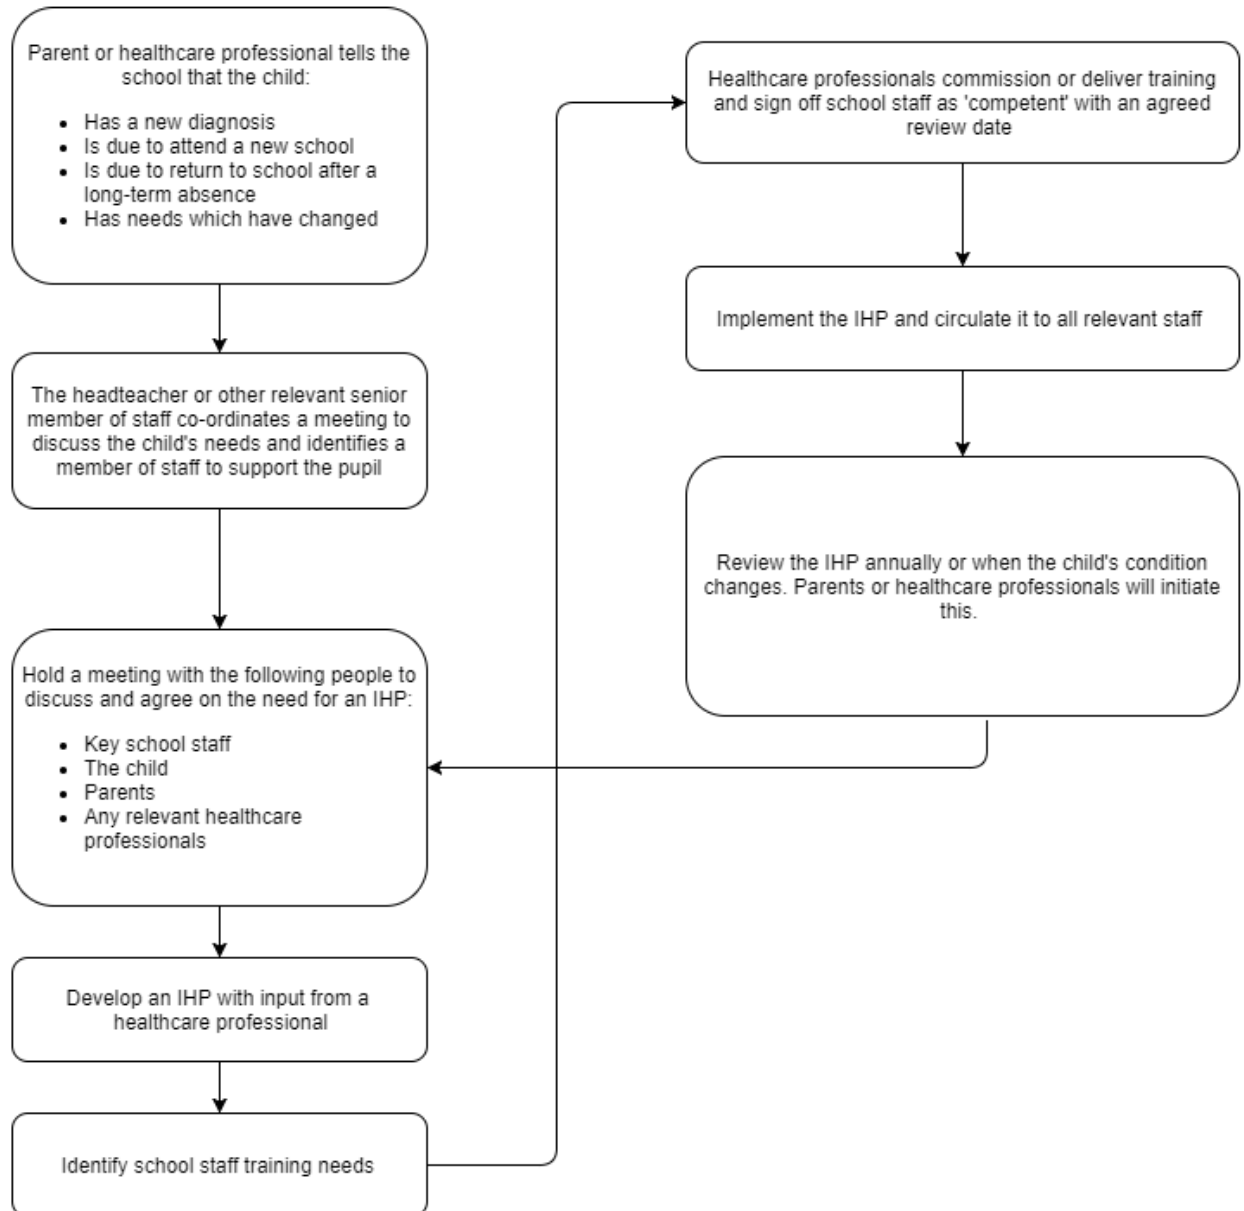 Parent or healthcare professional tells the
school that the child:
• Has a new diagnosis
• Is due to attend a new school
• Is due to return to school after a
long-term absence
• Has needs which have changed
The headteacher or other relevant senior
member of staff co-ordinates a meeting to
discuss the child's needs and identifies a
member of staff to support the pupil
Hold a meeting with the following people to
discuss and agree on the need for an IHP:
• Key school staff
• The child
• Parents
• Any relevant healthcare
professionals
Develop an IHP with input from a
healthcare professional
Identify school staff training needs
Healthcare professionals commission or deliver training
and sign off school staff as 'competent' with an agreed
review date
Implement the IHP and circulate it to all relevant staff
Review the IHP annually or when the child's condition
changes. Parents or healthcare professionals will initiate
this.